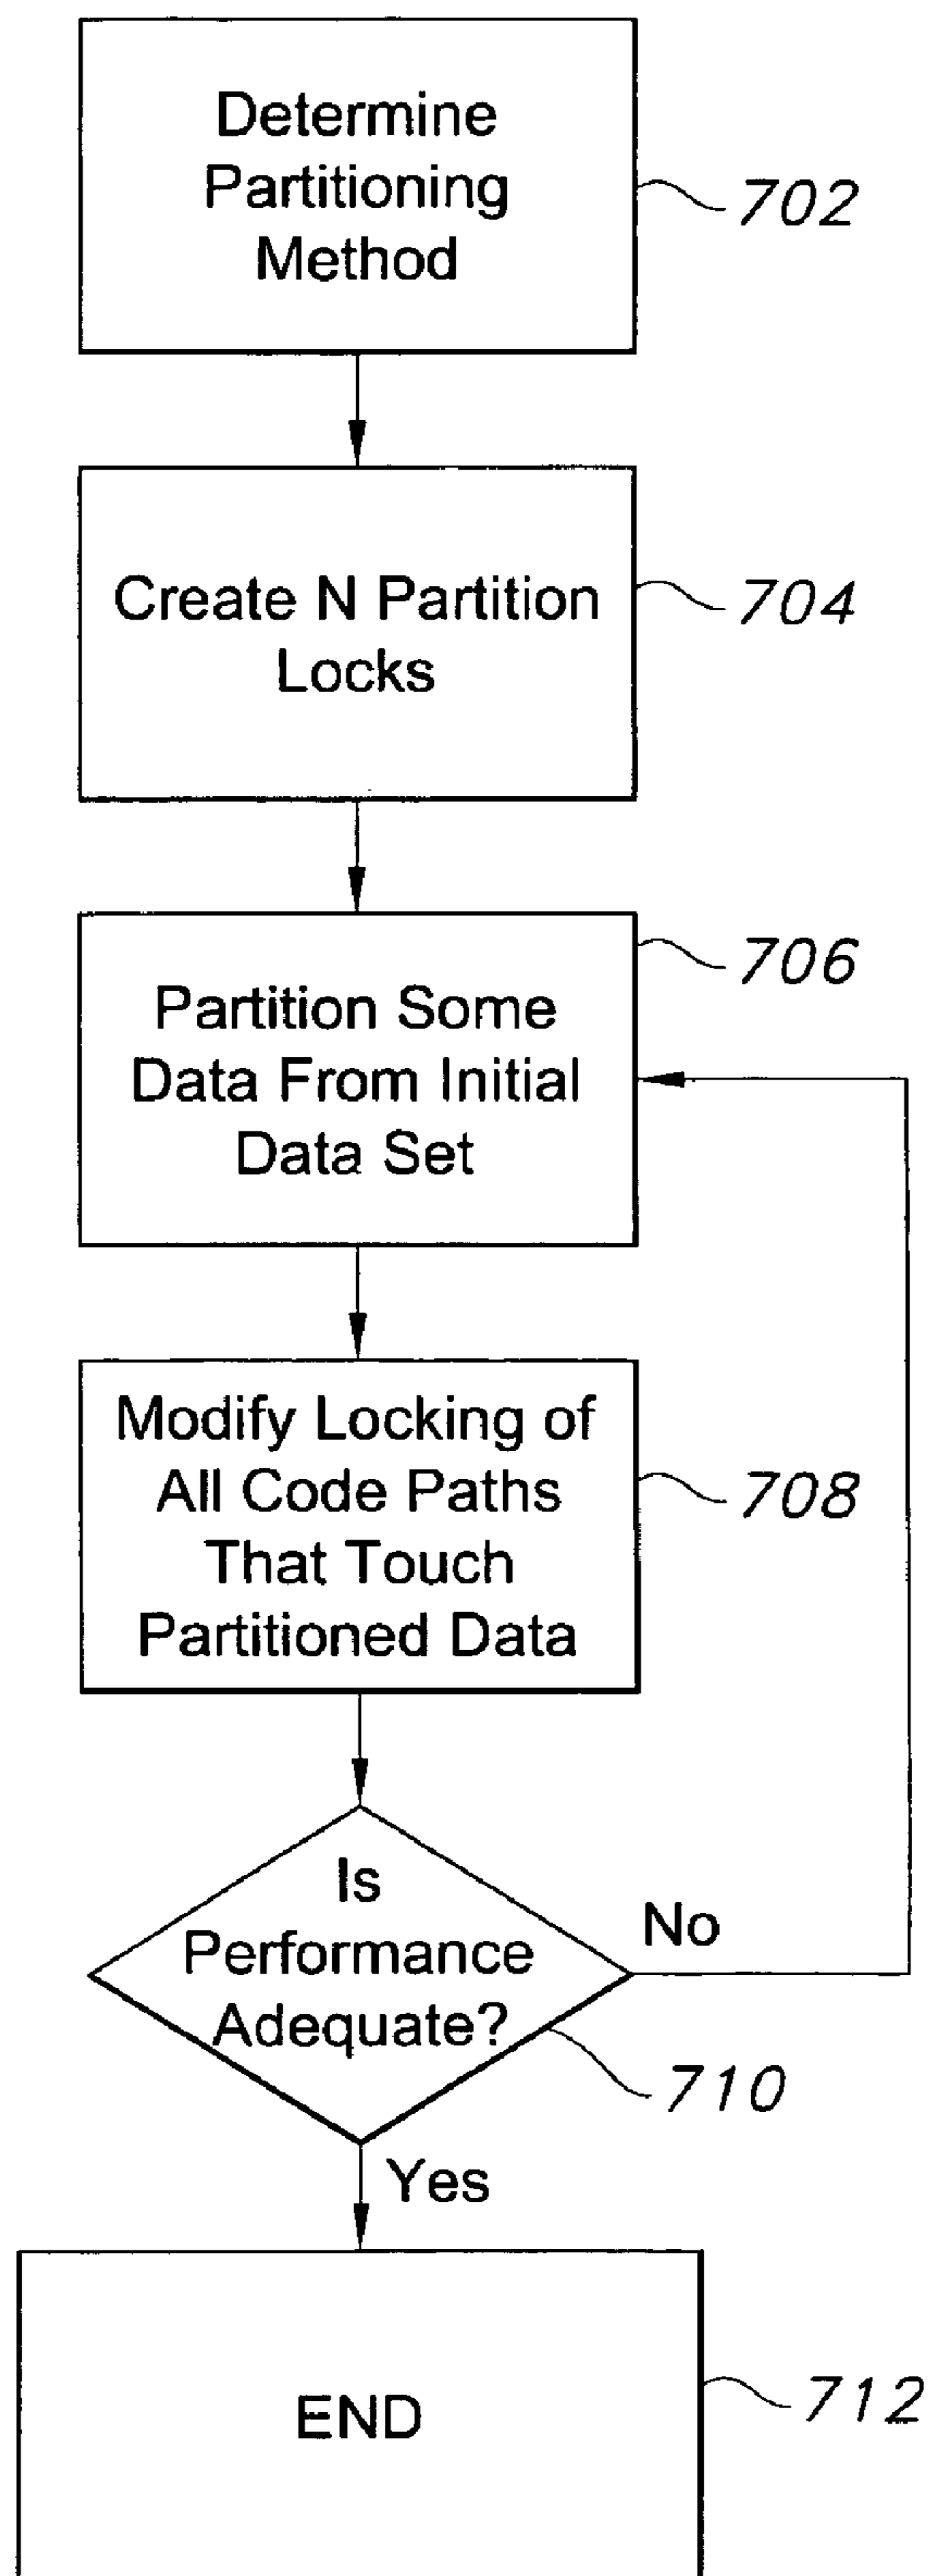 Determine
Partitioning
Method
702
Create N Partition
Locks
704
706
Partition Some
Data From Initial
Data Set
Modify Locking of
All Code Paths
That Touch
Partitioned Data
708
Is
Performance
Adequate?
No
710
Yes
END
712